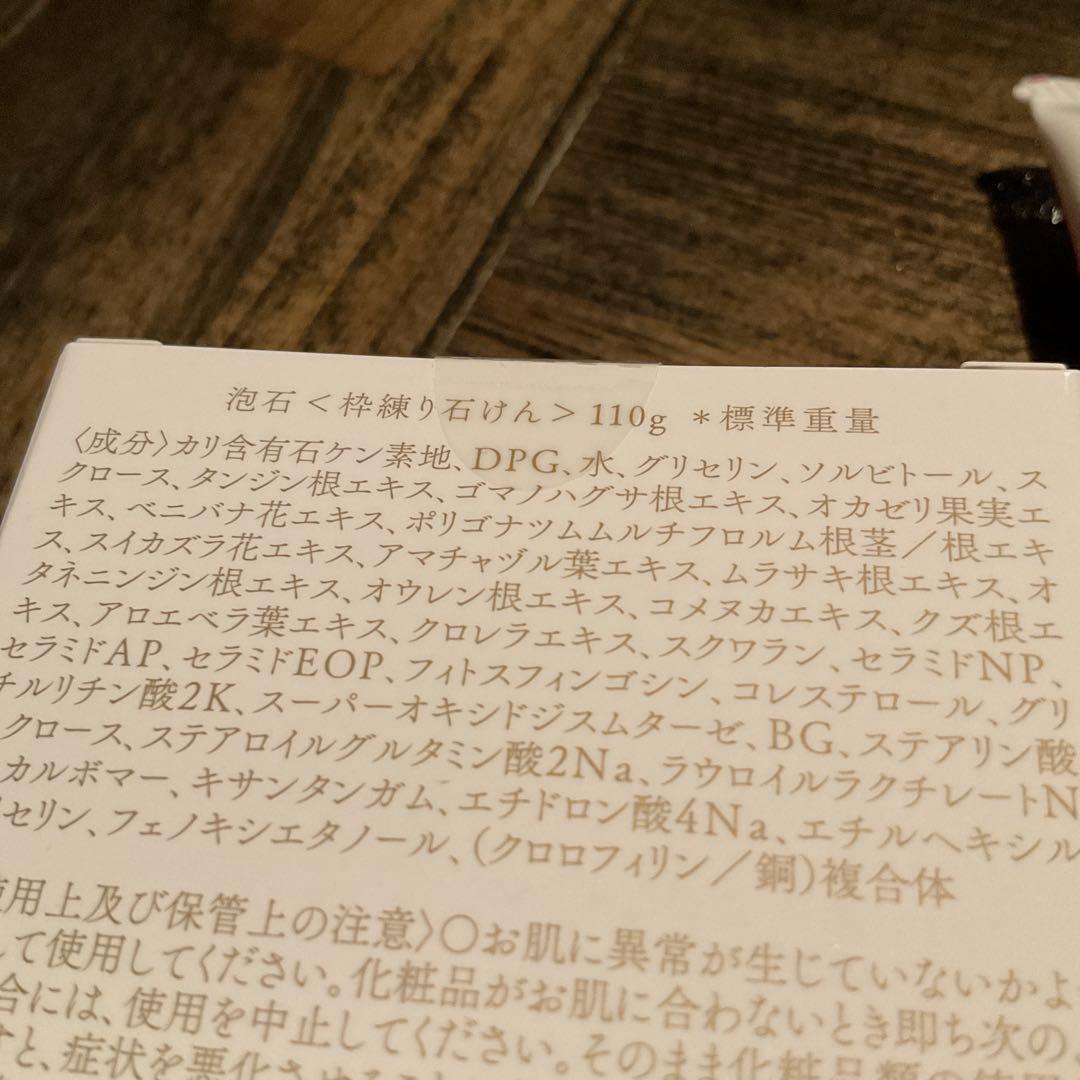 泡石<枠練り石けん>110g *標準重量
〈成分〉カリ含有石ケン素地、DPG、水、グリセリン、ソルビトール、ス
クロース、タンジン根エキス、ゴマノハグサ根エキス、オカゼリ果実エ
キス、ベニバナ花エキス、ポリゴナツムムルチフロルム根茎/根エキ
ス、スイカズラ花エキス、アマチャヅル葉エキス、ムラサキ根エキス、オ
タネニンジン根エキス、オウレン根エキス、コメヌカエキス、クズ根エ
キス、アロエベラ葉エキス、クロレラエキス、スクワラン、セラミドNP、
セラミドAP、セラミドEOP、フィトスフィンゴシン、コレステロール、グリ
チルリチン酸2K、スーパーオキシドジスムターゼ、BG、ステアリン酸
クロース、ステアロイルグルタミン酸2Na、ラウロイルラクチレートN
カルボマー、キサンタンガム、エチドロン酸4Na、エチルヘキシル
セリン、フェノキシエタノール、(クロロフィリン/銅)複合体
使用上及び保管上の注意〉〇お肌に異常が生じていないかよ
して使用してください。化粧品がお肌に合わないとき即ち次の
合には、使用を中止してください。そのまま化粧品類の使用
すと、症状を悪化させること